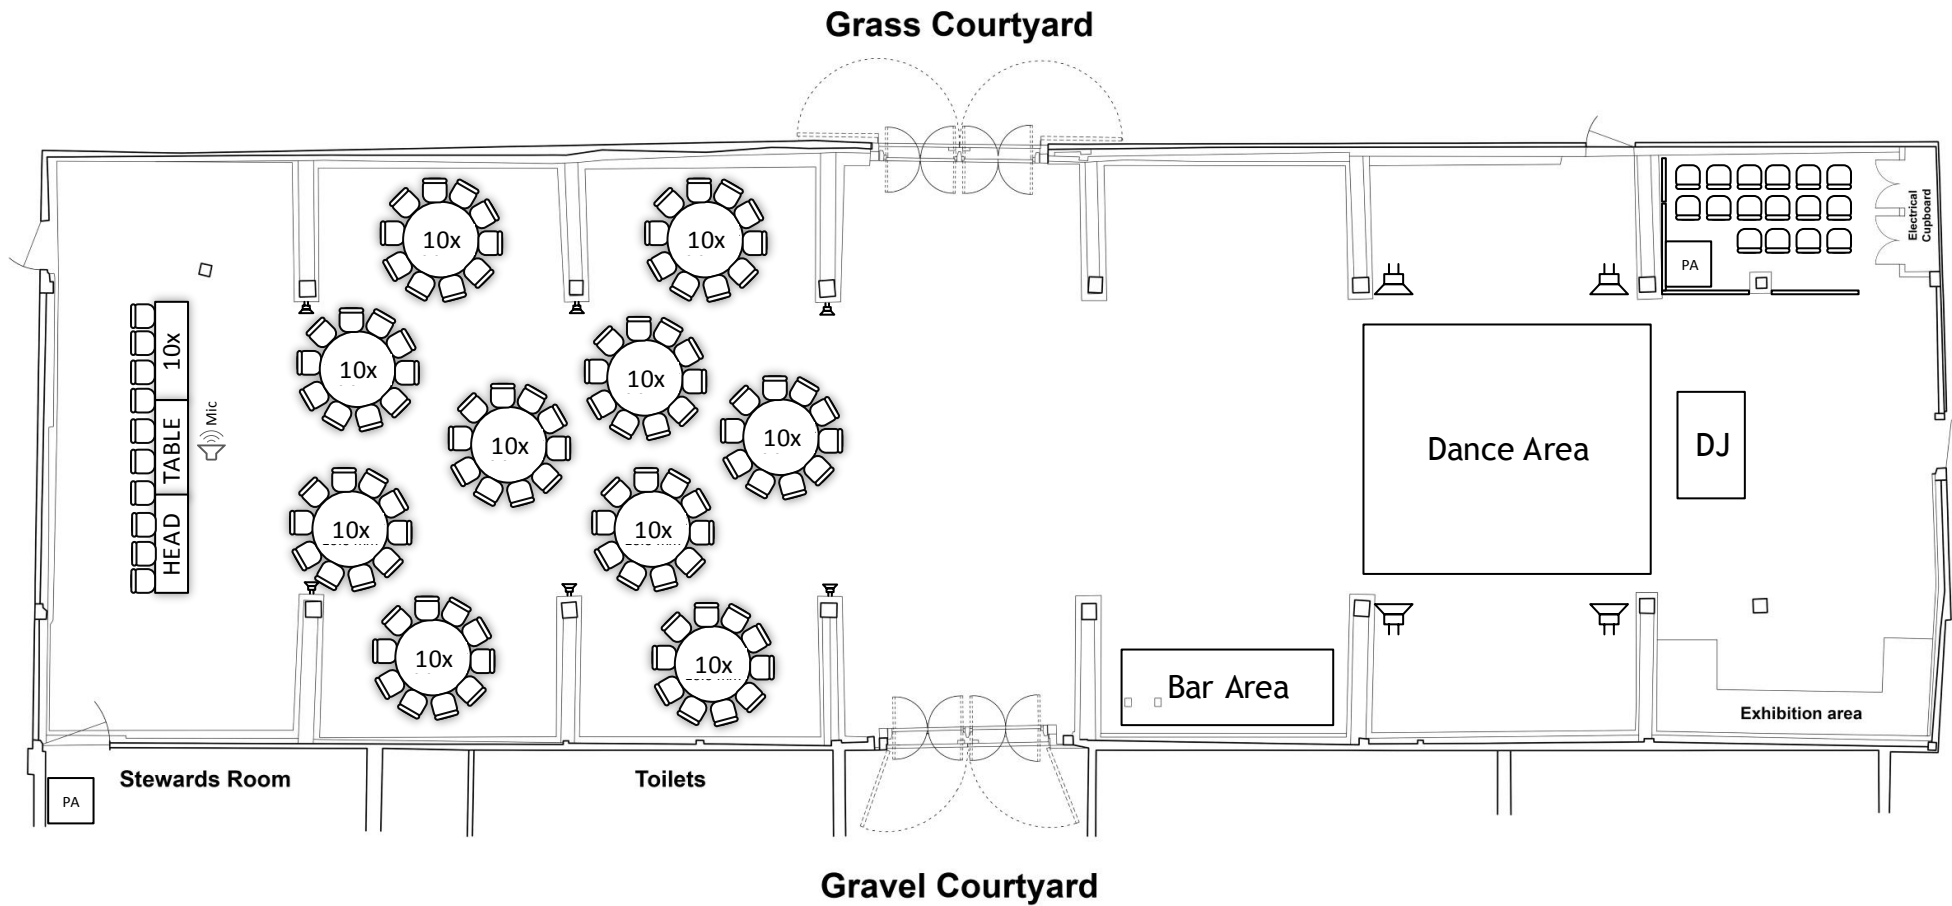 Grass Courtyard
10x
10x
Electrical
Cupboard
PA
10x
10x
10x
10x
10x
HEAD TABLE 10x
Mic
Dance Area
DJ
10x
10x
10x
10x
Bar Area
Exhibition area
Stewards Room
Toilets
PA
Gravel Courtyard